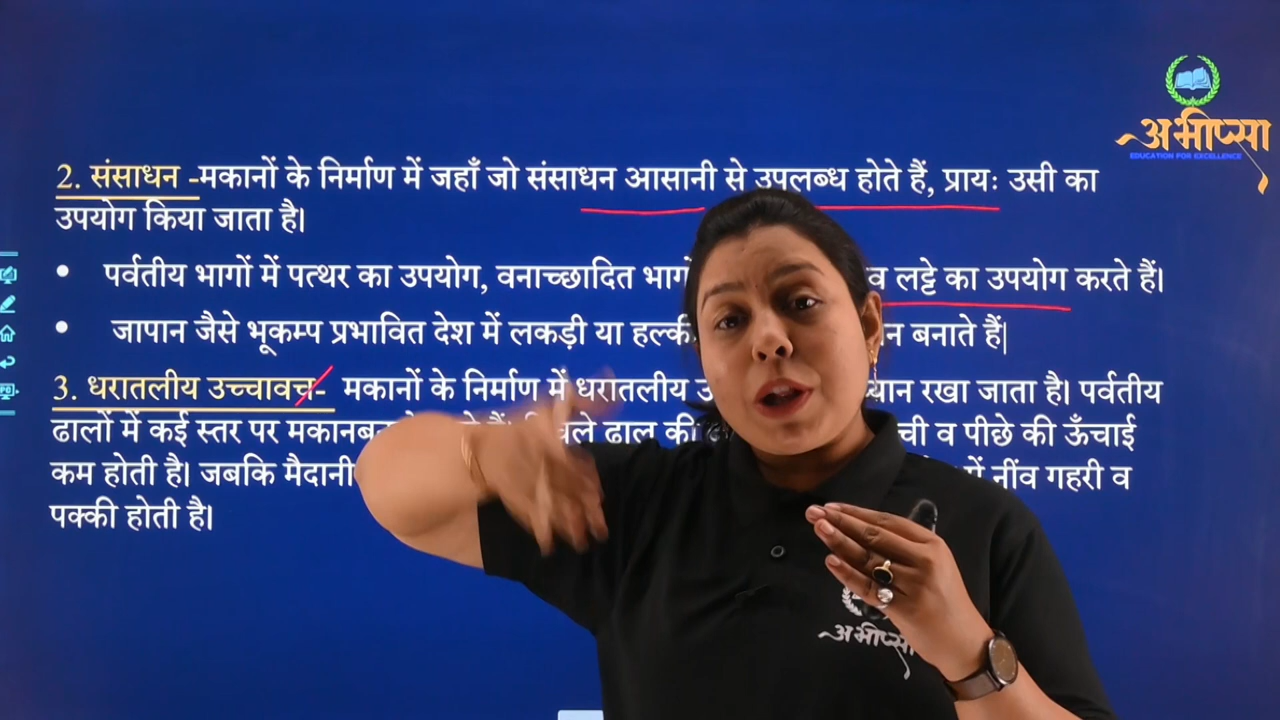 अभीप्सा
EDUCATION FOR EXCELLENCE
2. संसाधन -मकानों के निर्माण में जहाँ जो संसाधन आसानी से उपलब्ध होते हैं, प्रायः उसी का
उपयोग किया जाता है।
• पर्वतीय भागों में पत्थर का उपयोग, वनाच्छादित व लट्टे का उपयोग करते हैं।
• जापान जैसे भूकम्प प्रभावित देश में लकड़ी या बनाते हैं|
3. धरातलीय उच्चावच- मकानों के निर्माण में धरातलीय रखा जाता है। पर्वतीय
ढालों में कई स्तर पर ढाल की व पीछे की ऊँचाई
कम होती है। जबकि मैदानी में नींव गहरी व
पक्की होती है।
अभीप्सा